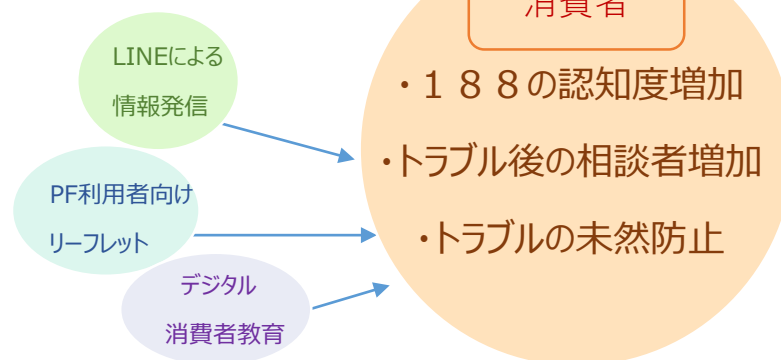 消費者
LINEによる
情報発信
・１８８の認知度増加
・トラブル後の相談者増加
・トラブルの未然防止
PF利用者向け
リーフレット
デジタル
消費者教育